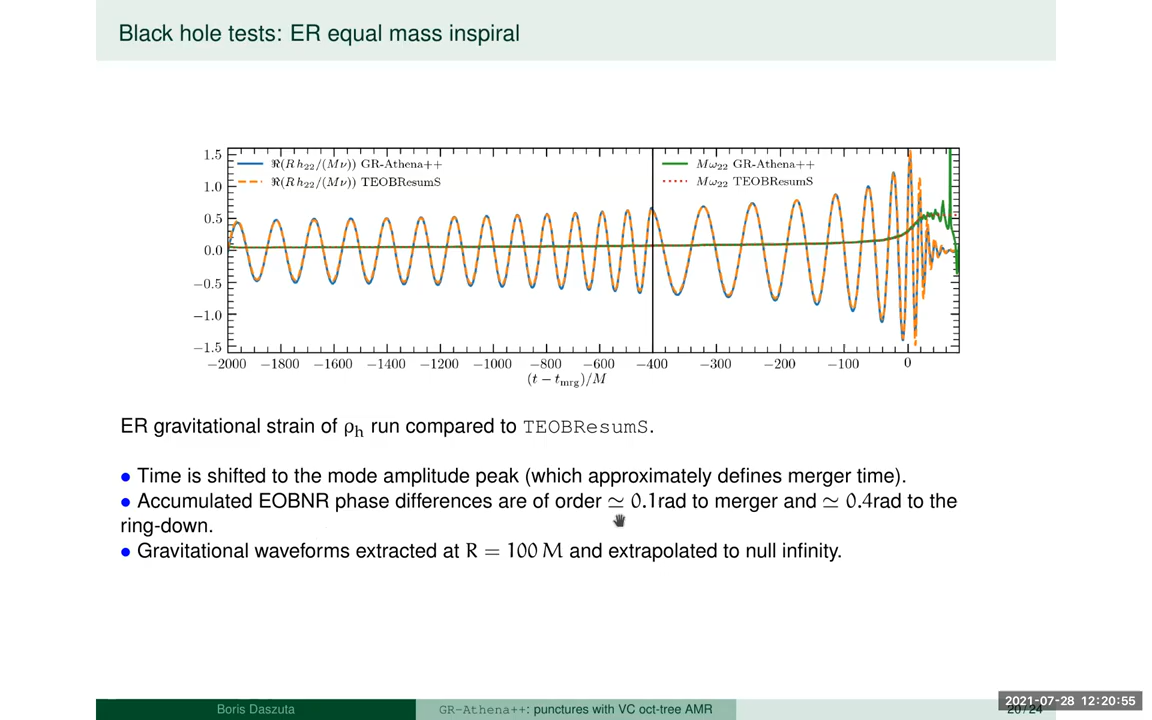 Black hole tests: ER equal mass inspiral
ℜ(Rh₂₂/(Mν)) GR-Athena++
ℜ(Rh₂₂/(Mν)) TEOBResumS
Mω₂₂ GR-Athena++
Mω₂₂ TEOBResumS
1.5
1.0
0.5
0.0
−0.5
−1.0
−1.5
−2000 −1800 −1600 −1400 −1200 −1000 −800 −600 −400 −300 −200 −100 0
(t − tmrg)/M
ER gravitational strain of ρh run compared to TEOBResumS.
• Time is shifted to the mode amplitude peak (which approximately defines merger time).
• Accumulated EOBNR phase differences are of order ≃ 0.1rad to merger and ≃ 0.4rad to the
ring-down.
• Gravitational waveforms extracted at R = 100 M and extrapolated to null infinity.
Boris Daszuta GR-Athena++: punctures with VC oct-tree AMR 20/24
2021-07-28 12:20:55